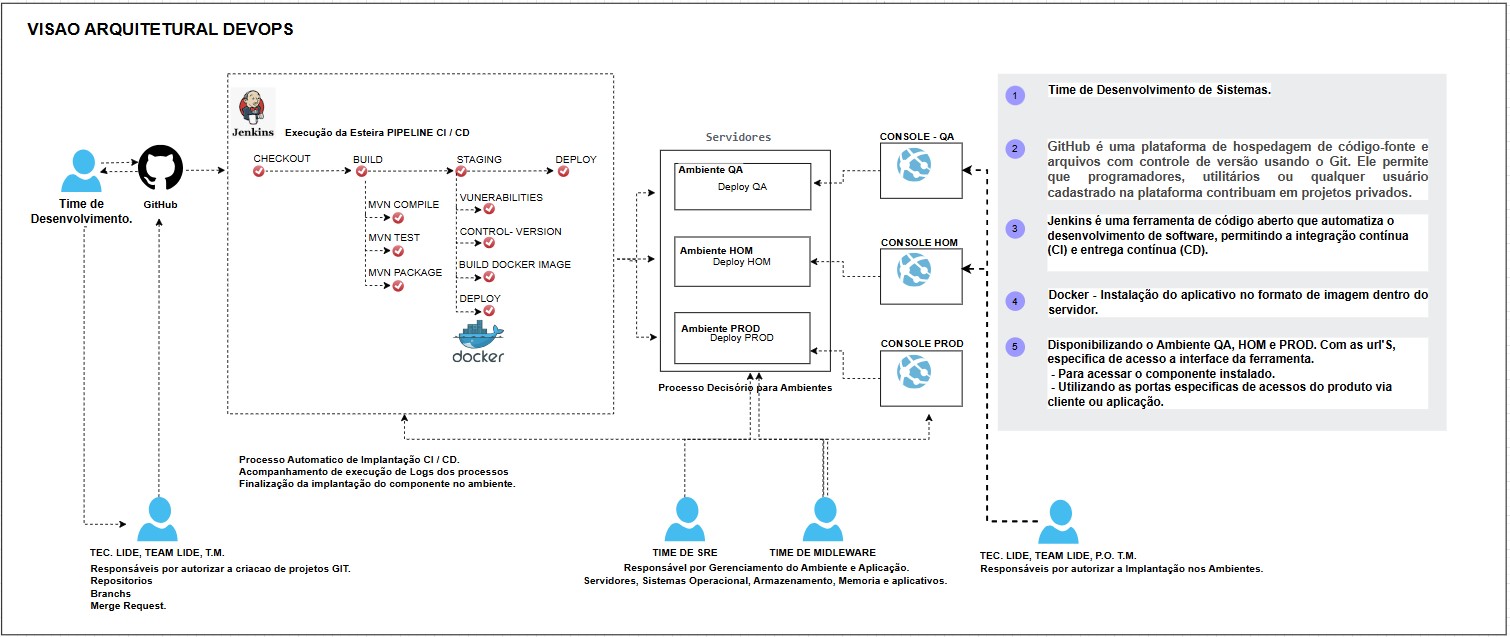 VISAO ARQUITETURAL DEVOPS
Time de
Desenvolvimento.
GitHub
Jenkins
Execução da Esteira PIPELINE CI / CD
CHECKOUT
BUILD
STAGING
DEPLOY
MVN COMPILE
MVN TEST
MVN PACKAGE
VUNERABILITIES
CONTROL- VERSION
BUILD DOCKER IMAGE
DEPLOY
docker
Servidores
Ambiente QA
Deploy QA
Ambiente HOM
Deploy HOM
Ambiente PROD
Deploy PROD
Processo Decisório para Ambientes
CONSOLE - QA
CONSOLE HOM
CONSOLE PROD
1
Time de Desenvolvimento de Sistemas.
2
GitHub é uma plataforma de hospedagem de código-fonte e
arquivos com controle de versão usando o Git. Ele permite
que programadores, utilitários ou qualquer usuário
cadastrado na plataforma contribuam em projetos privados.
3
Jenkins é uma ferramenta de código aberto que automatiza o
desenvolvimento de software, permitindo a integração contínua
(CI) e entrega contínua (CD).
4
Docker - Instalação do aplicativo no formato de imagem dentro do
servidor.
5
Disponibilizando o Ambiente QA, HOM e PROD. Com as url'S,
especifica de acesso a interface da ferramenta.
- Para acessar o componente instalado.
- Utilizando as portas especificas de acessos do produto via
cliente ou aplicação.
Processo Automatico de Implantação CI / CD.
Acompanhamento de execução de Logs dos processos
Finalização da implantação do componente no ambiente.
TEC. LIDE, TEAM LIDE, T.M.
Responsáveis por autorizar a criacao de projetos GIT.
Repositorios
Branchs
Merge Request.
TIME DE SRE
TIME DE MIDLEWARE
Responsável por Gerenciamento do Ambiente e Aplicação.
Servidores, Sistemas Operacional, Armazenamento, Memoria e aplicativos.
TEC. LIDE, TEAM LIDE, P.O. T.M.
Responsáveis por autorizar a Implantação nos Ambientes.